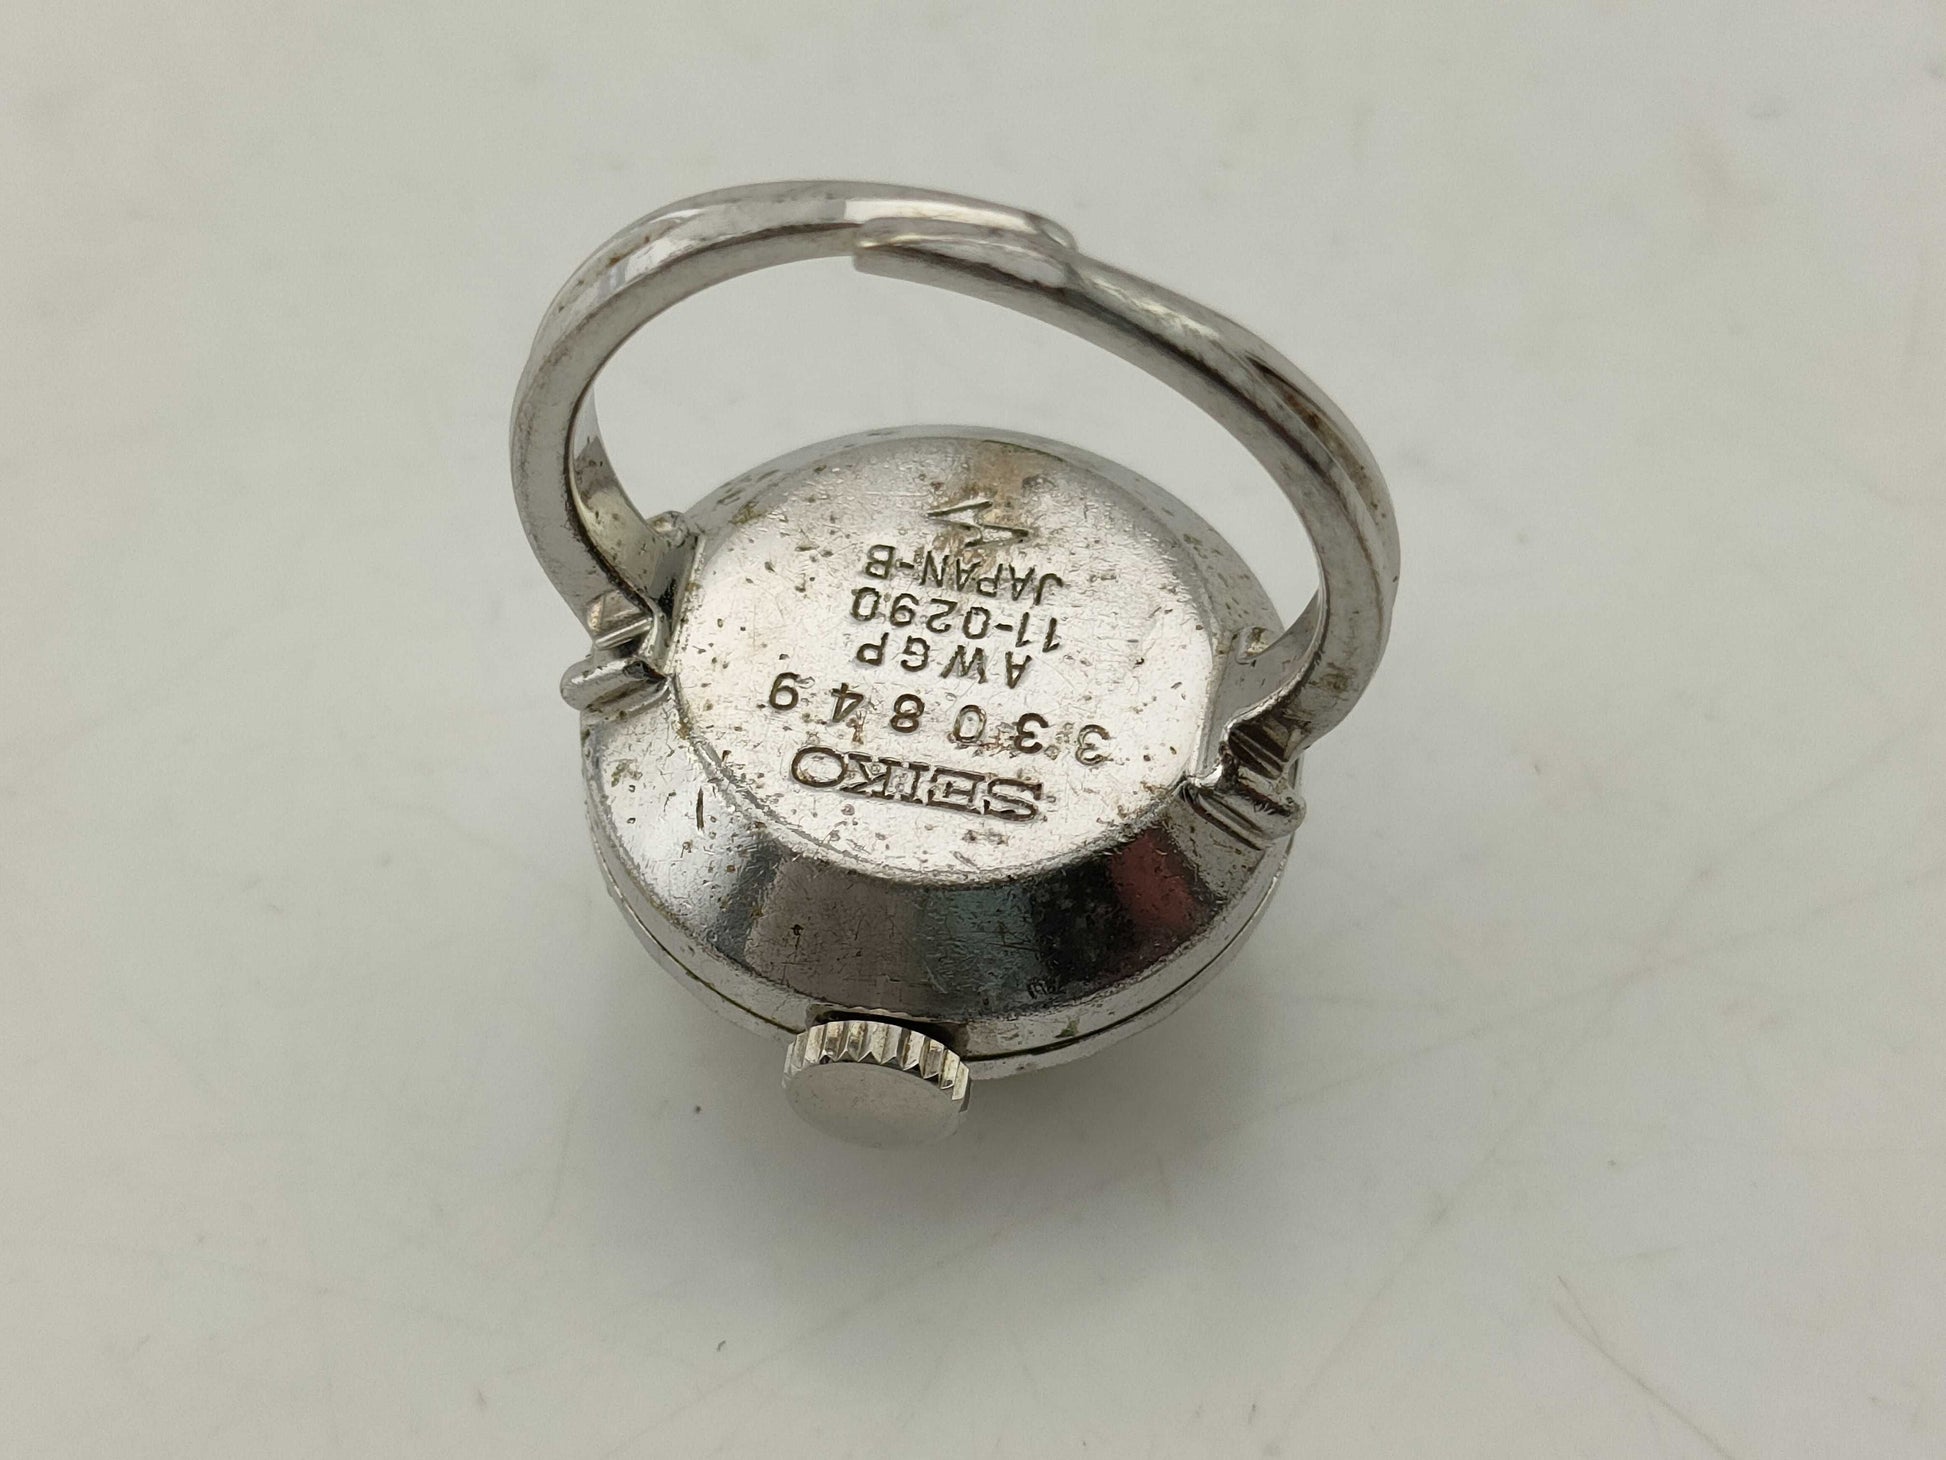 SEIKO
330849
AWGP
11-0290
JAPAN-B